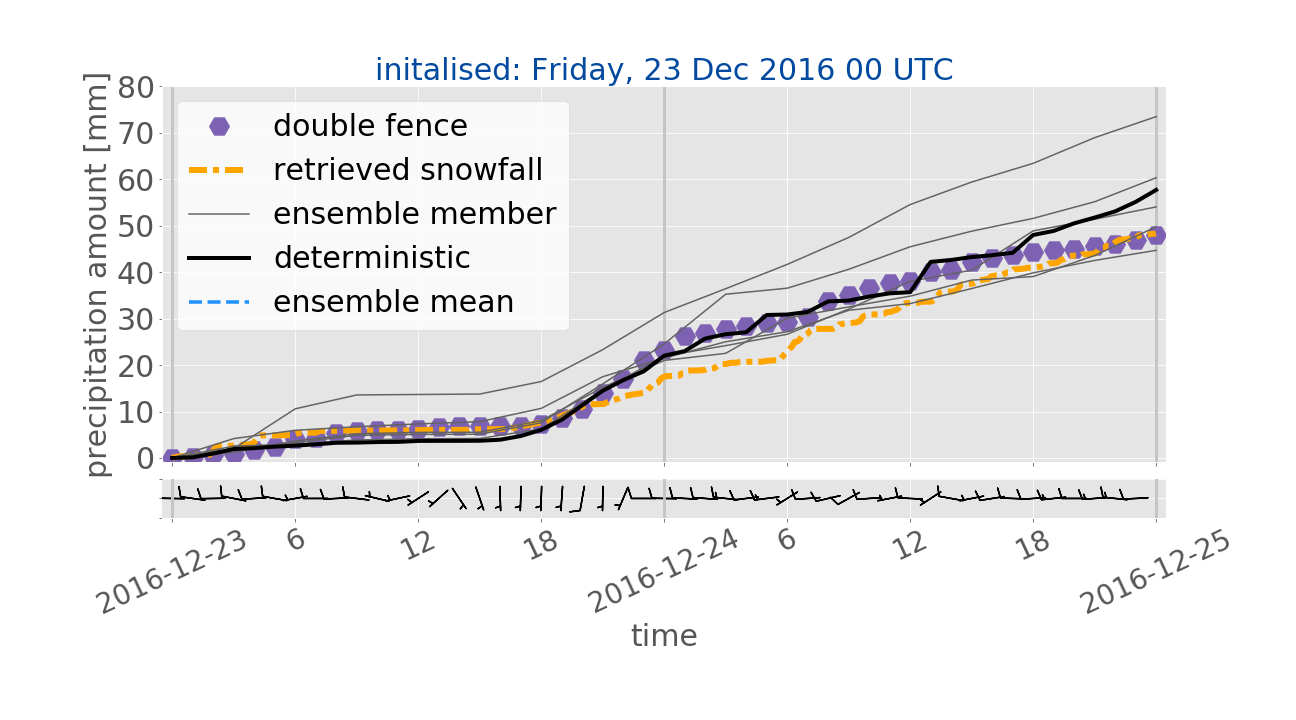 initalised: Friday, 23 Dec 2016 00 UTC
precipitation amount [mm]
80
70
60
50
40
30
20
10
0
double fence
retrieved snowfall
ensemble member
deterministic
ensemble mean
2016-12-23
6
12
18
2016-12-24
6
12
18
2016-12-25
time